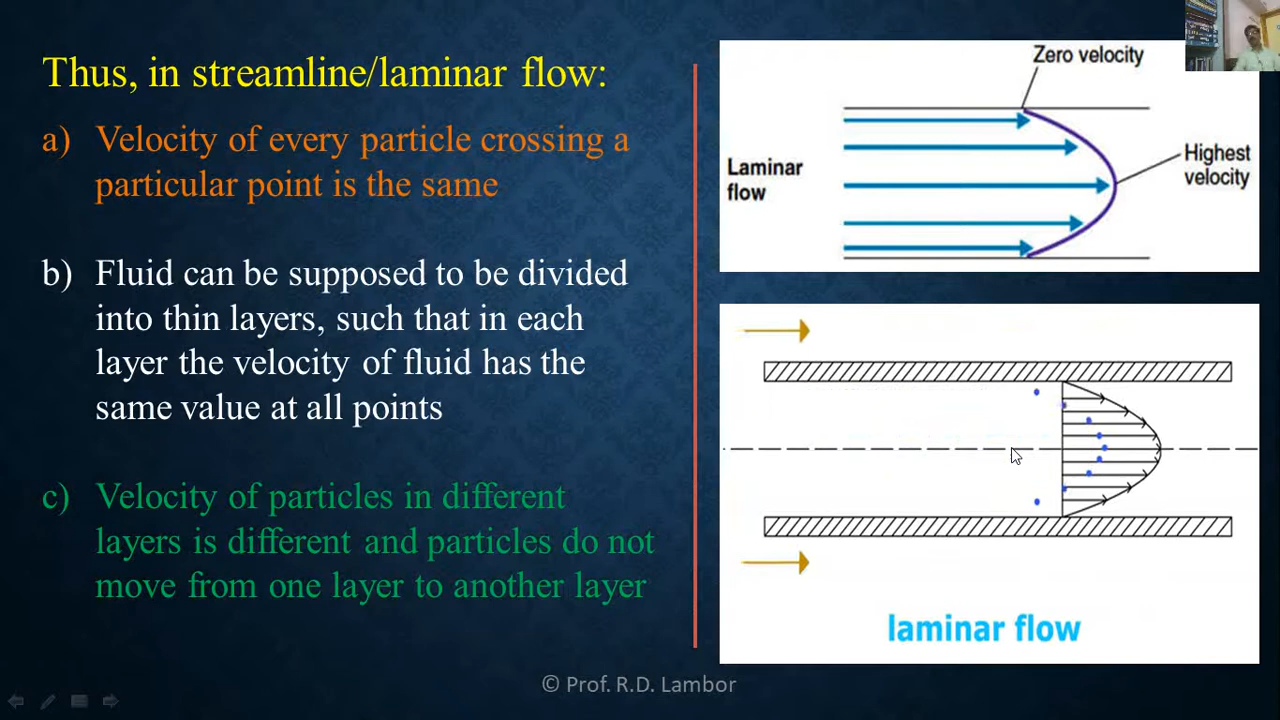 Thus, in streamline/laminar flow:
a) Velocity of every particle crossing a
particular point is the same
b) Fluid can be supposed to be divided
into thin layers, such that in each
layer the velocity of fluid has the
same value at all points
c) Velocity of particles in different
layers is different and particles do not
move from one layer to another layer
Zero velocity
Laminar
flow
Highest
velocity
laminar flow
© Prof. R.D. Lambor